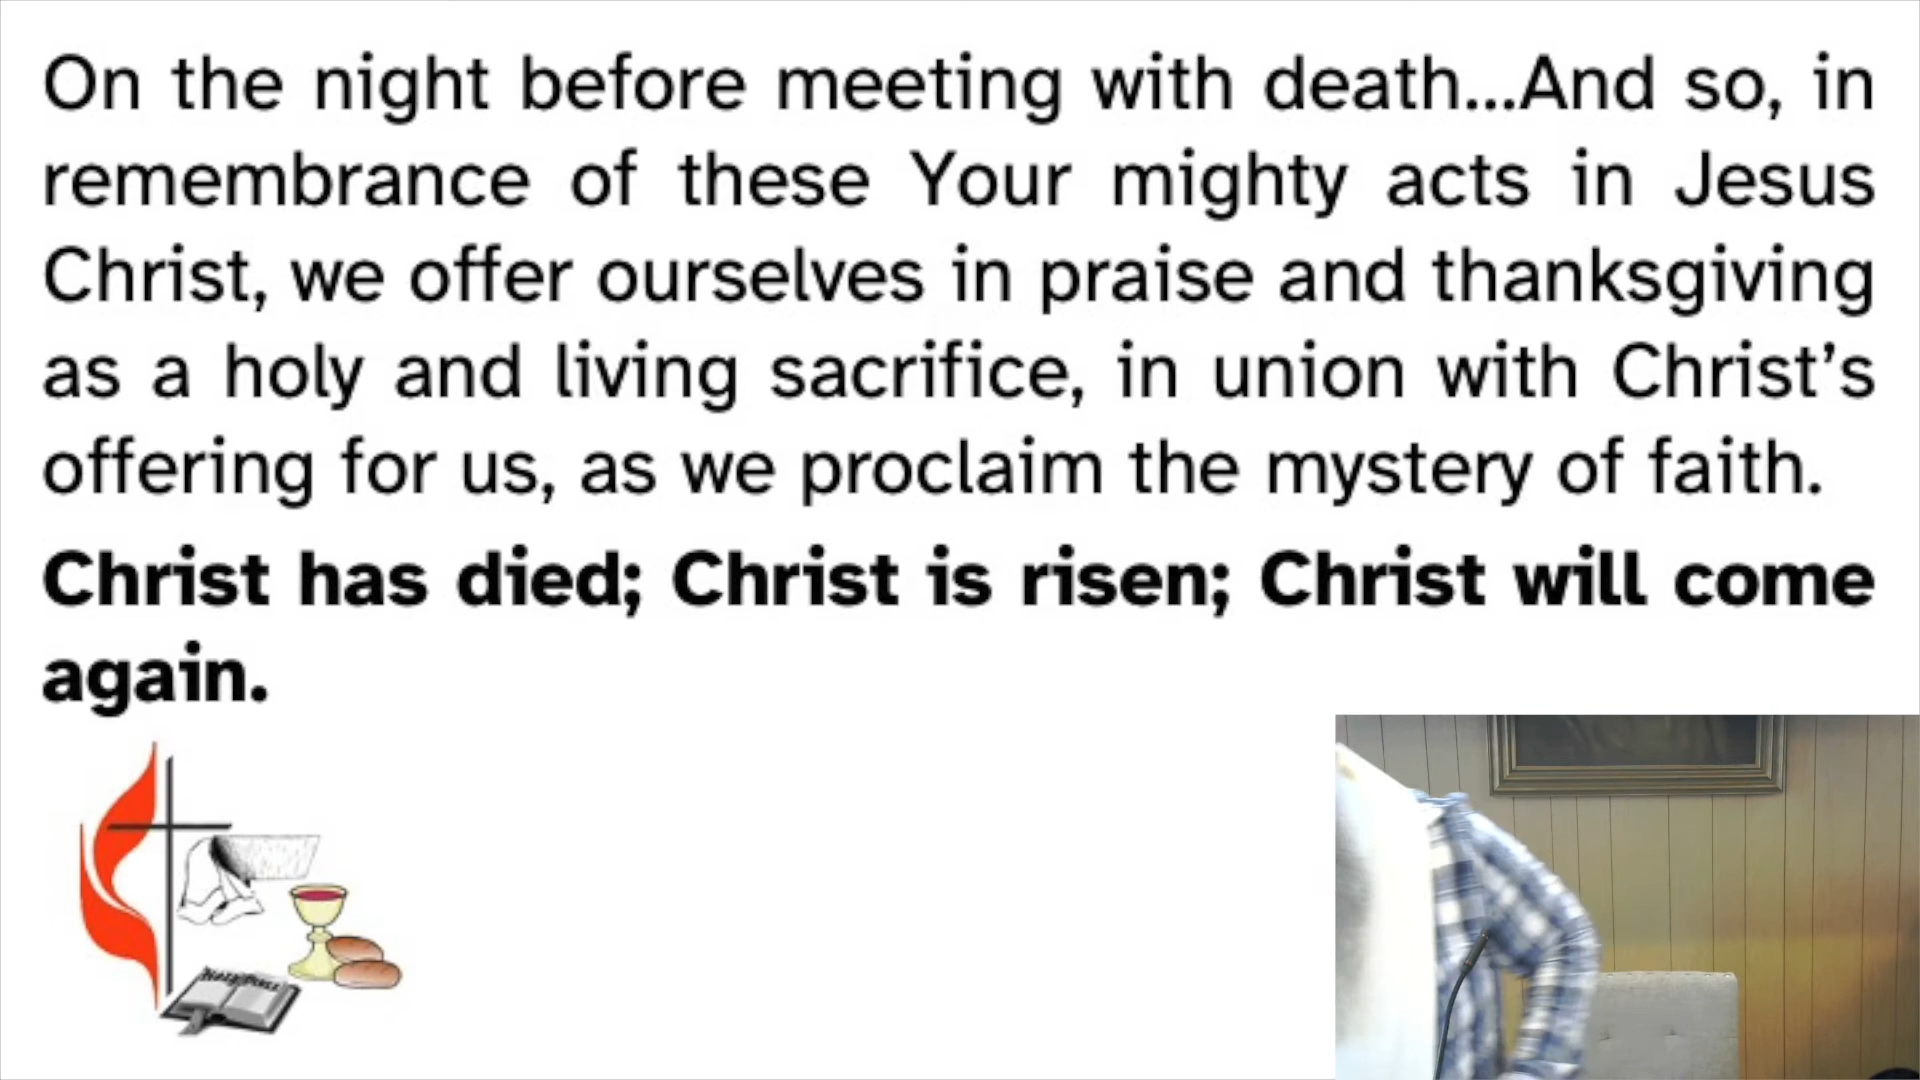 On the night before meeting with death...And so, in
remembrance of these Your mighty acts in Jesus
Christ, we offer ourselves in praise and thanksgiving
as a holy and living sacrifice, in union with Christ’s
offering for us, as we proclaim the mystery of faith.
Christ has died; Christ is risen; Christ will come
again.
HOLY BIBLE